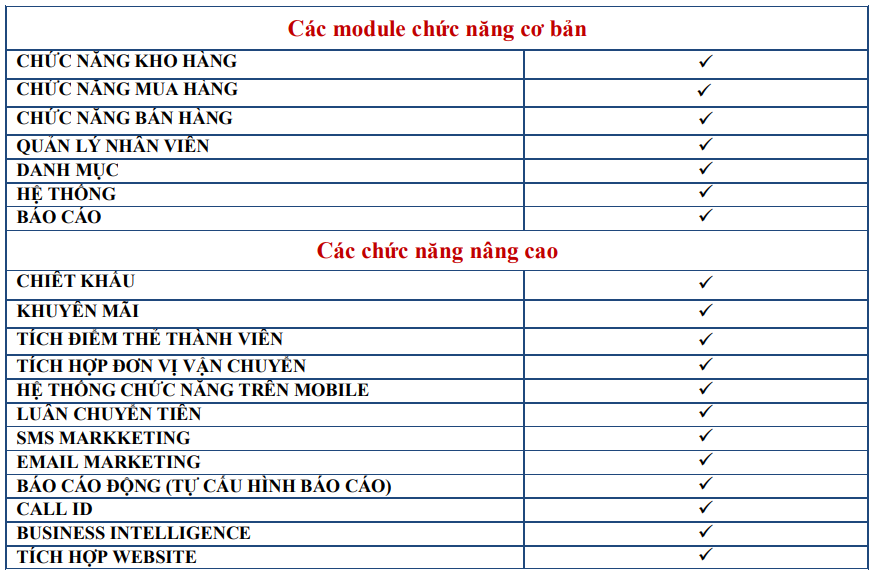 Các module chức năng cơ bản
CHỨC NĂNG KHO HÀNG ✓
CHỨC NĂNG MUA HÀNG ✓
CHỨC NĂNG BÁN HÀNG ✓
QUẢN LÝ NHÂN VIÊN ✓
DANH MỤC ✓
HỆ THỐNG ✓
BÁO CÁO ✓
Các chức năng nâng cao
CHIẾT KHẤU ✓
KHUYẾN MÃI ✓
TÍCH ĐIỂM THẺ THÀNH VIÊN ✓
TÍCH HỢP ĐƠN VỊ VẬN CHUYỂN ✓
HỆ THỐNG CHỨC NĂNG TRÊN MOBILE ✓
LUÂN CHUYỂN TIỀN ✓
SMS MARKKETING ✓
EMAIL MARKETING ✓
BÁO CÁO ĐỘNG (TỰ CẤU HÌNH BÁO CÁO) ✓
CALL ID ✓
BUSINESS INTELLIGENCE ✓
TÍCH HỢP WEBSITE ✓